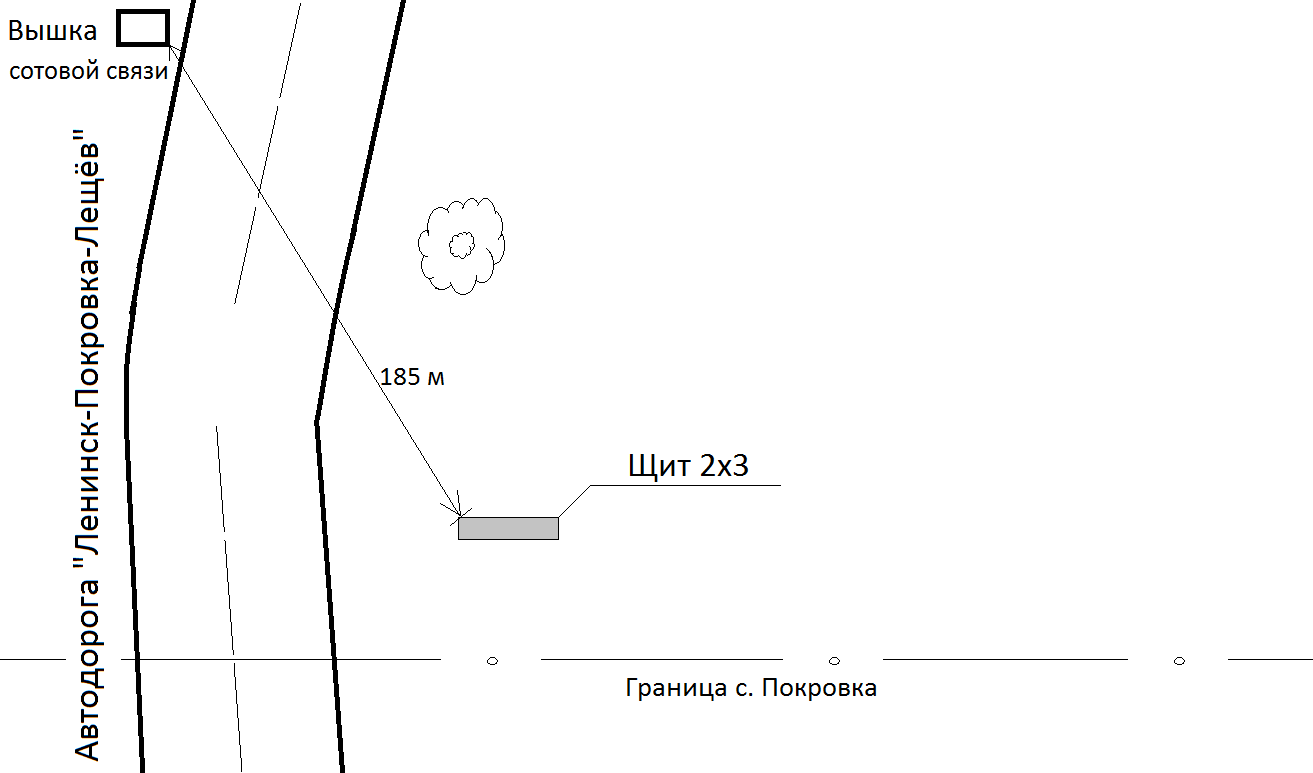 Вышка
сотовой связи
Автодорога "Ленинск-Покровка-Лещёв"
185 м
Щит 2х3
Граница с. Покровка